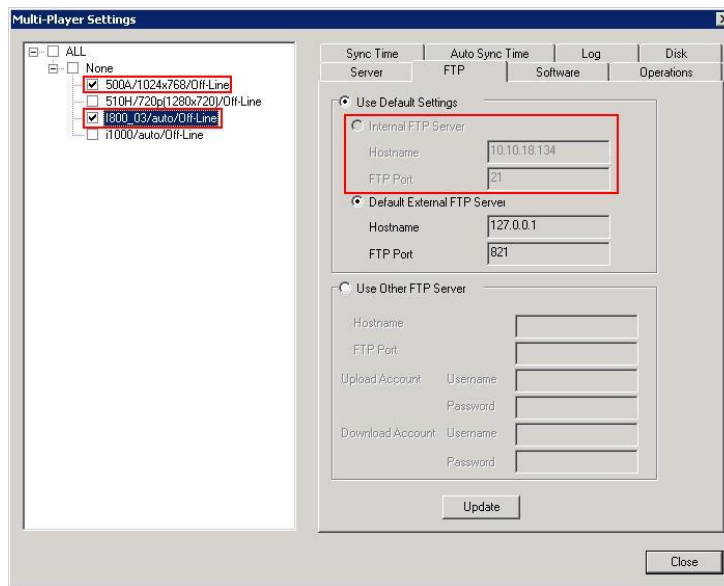 Multi-Player Settings
ALL
None
500A/1024x768/Off-Line
510H/720p(1280x720)/Off-Line
I800_03/auto/Off-Line
i1000/auto/Off-Line
Sync Time
Auto Sync Time
Log
Disk
Server
FTP
Software
Operations
Use Default Settings
Internal FTP Server
Hostname 10.10.18.134
FTP Port 21
Default External FTP Server
Hostname 127.0.0.1
FTP Port 821
Use Other FTP Server
Hostname
FTP Port
Upload Account Username
Password
Download Account Username
Password
Update
Close